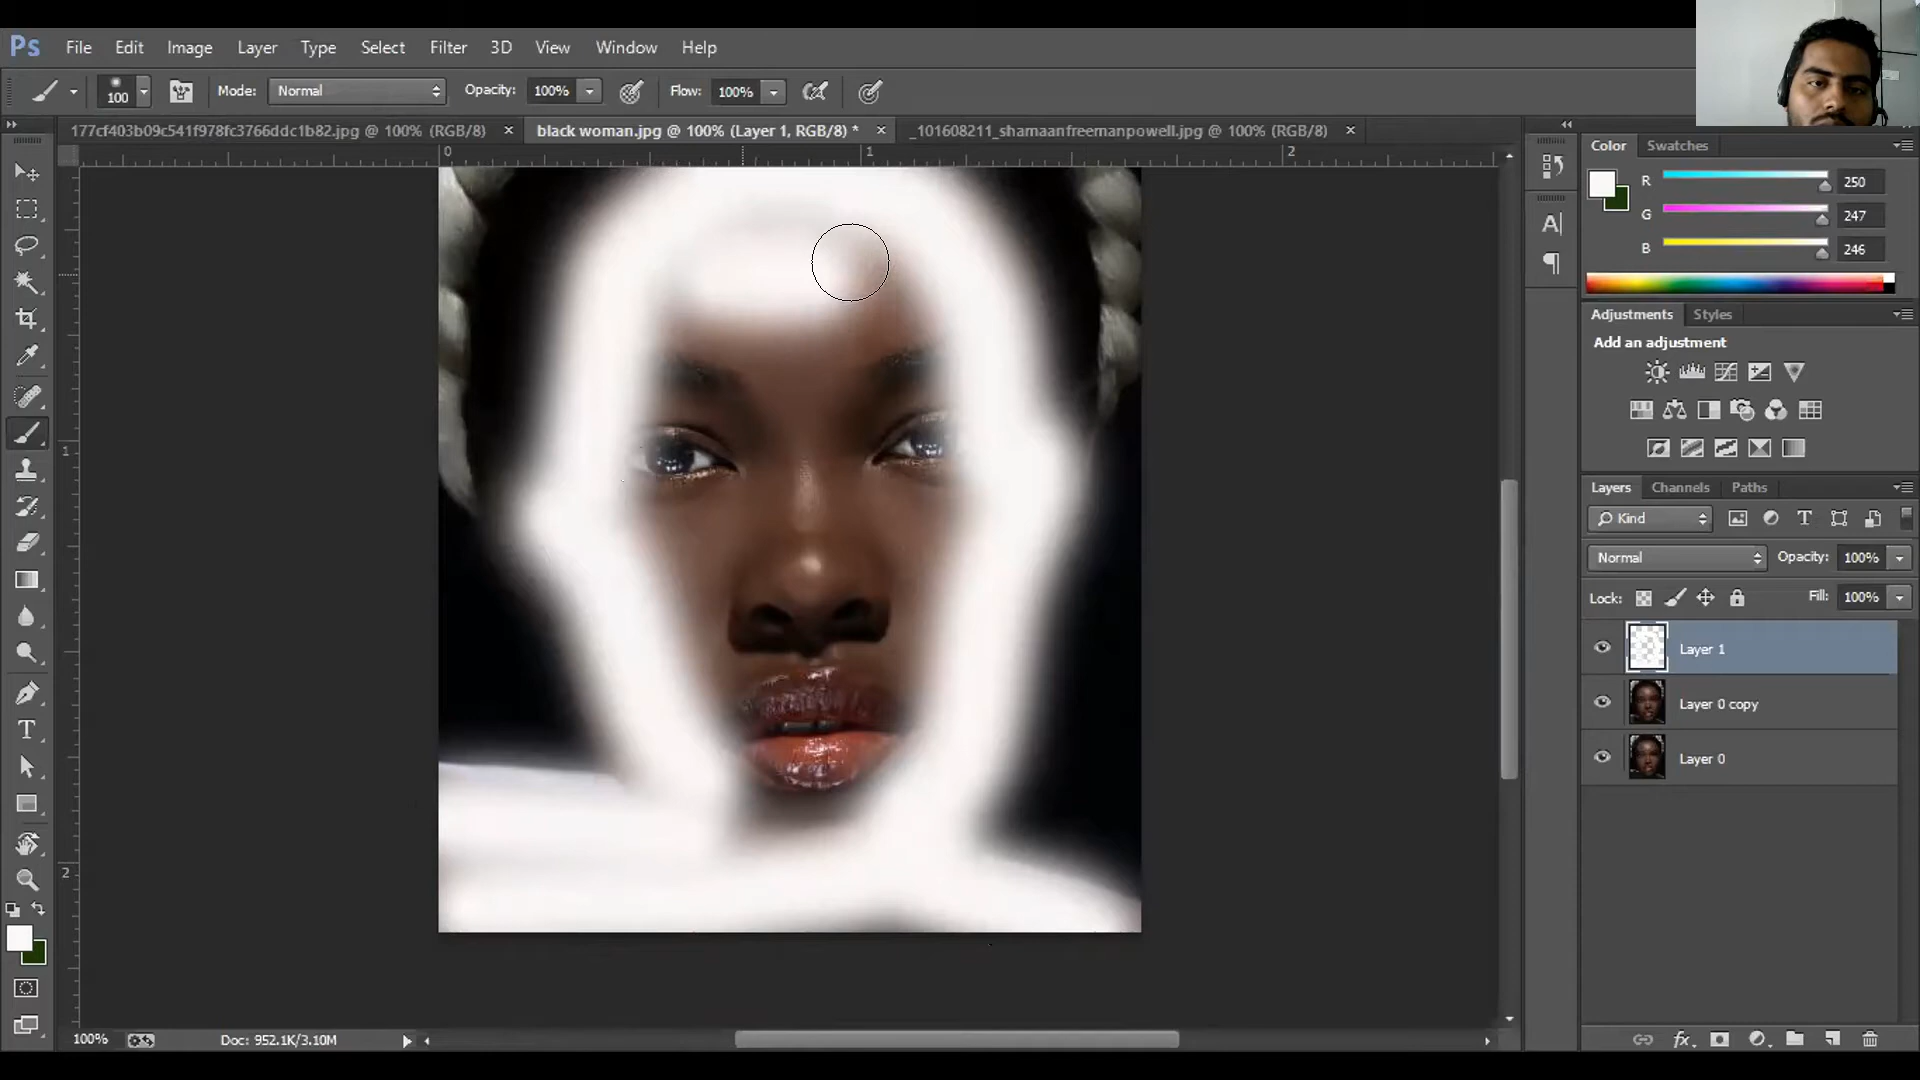 Ps File Edit Image Layer Type Select Filter 3D View Window Help
100 Mode: Normal Opacity: 100% Flow: 100%
177cf403b09c541f978fc3766ddc1b82.jpg @ 100% (RGB/8) × black woman.jpg @ 100% (Layer 1, RGB/8) * × _101608211_shamaanfreemanpowell.jpg @ 100% (RGB/8) ×
0 1 2
1
2
Color Swatches
R 250
G 247
B 246
Adjustments Styles
Add an adjustment
Layers Channels Paths
Kind
Normal Opacity: 100%
Lock: Fill: 100%
Layer 1
Layer 0 copy
Layer 0
100% Doc: 952.1K/3.10M